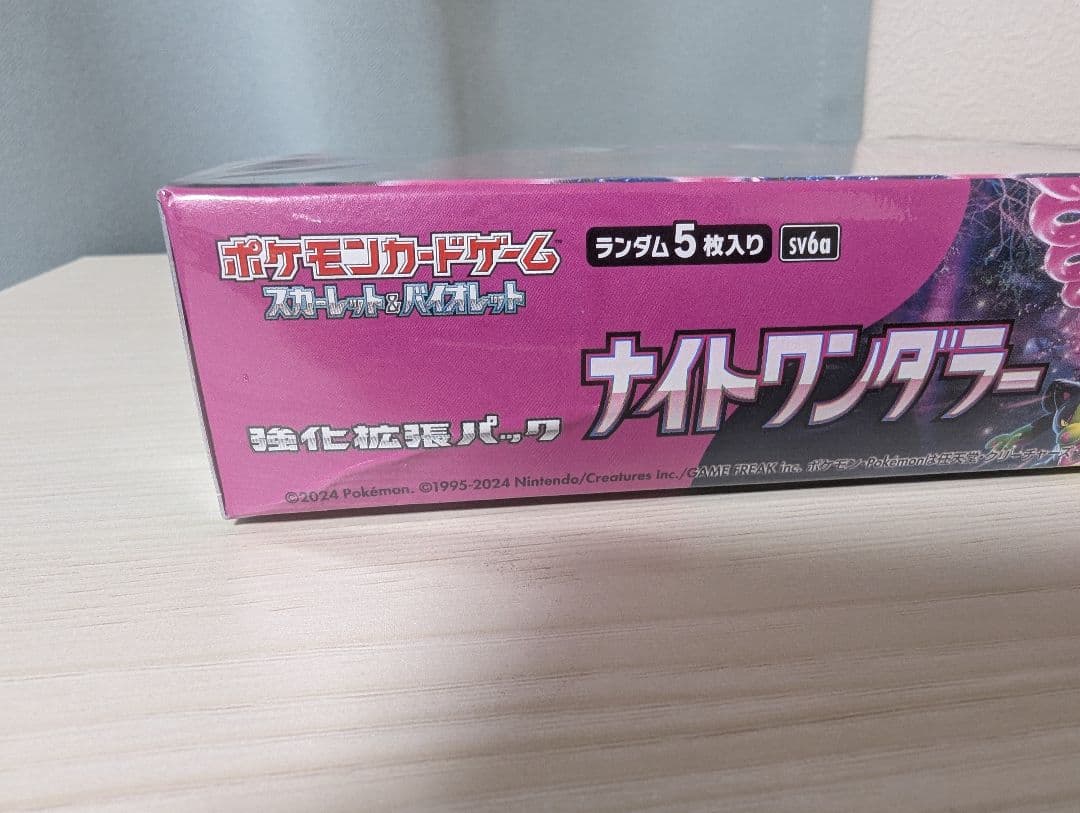 ポケモンカードゲーム
スカーレット&バイオレット
ランダム5枚入り sv6a
強化拡張パック
ナイトワンダラー
©2024 Pokémon. ©1995-2024 Nintendo/Creatures Inc./GAME FREAK inc. ポケモン・Pokémonは任天堂・クリーチャーズ・